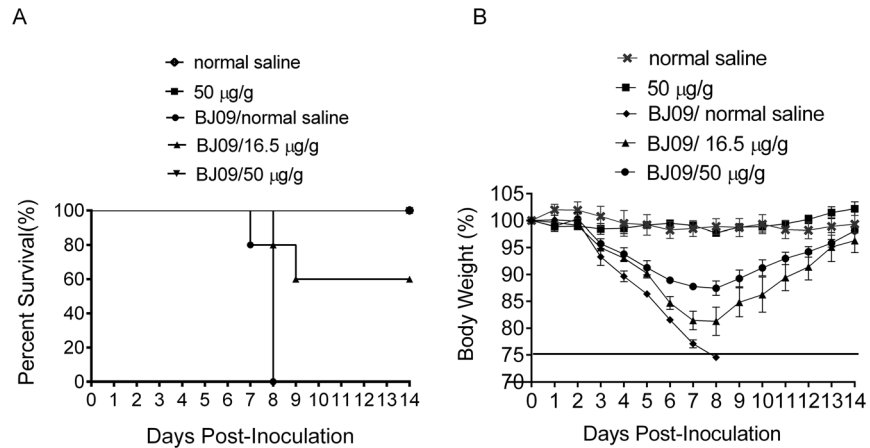 A
normal saline
50 μg/g
BJ09/normal saline
BJ09/16.5 μg/g
BJ09/50 μg/g
Percent Survival(%)
100
80
60
40
20
0
0 1 2 3 4 5 6 7 8 9 10 11 12 13 14
Days Post-Inoculation
B
normal saline
50 μg/g
BJ09/ normal saline
BJ09/ 16.5 μg/g
BJ09/50 μg/g
Body Weight (%)
105
100
95
90
85
80
75
70
0 1 2 3 4 5 6 7 8 9 10 11 12 13 14
Days Post-Inoculation